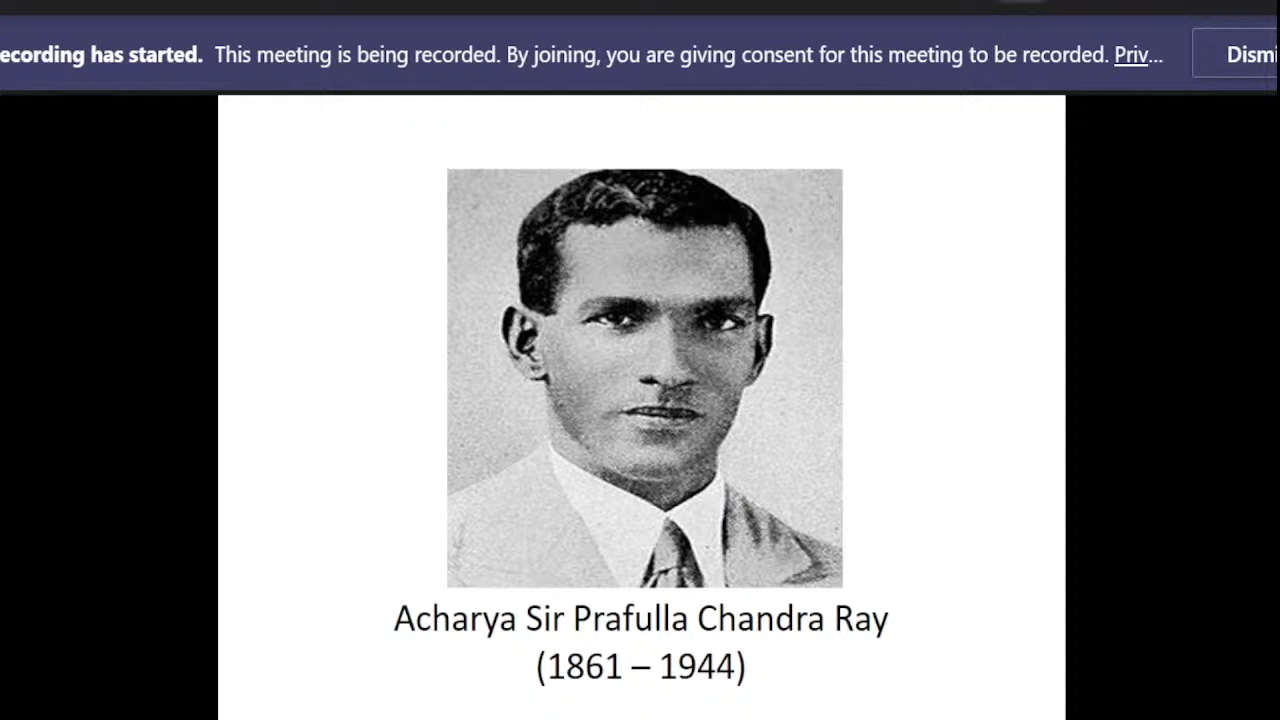 ecording has started. This meeting is being recorded. By joining, you are giving consent for this meeting to be recorded. Priv... Dismi
Acharya Sir Prafulla Chandra Ray
(1861 – 1944)